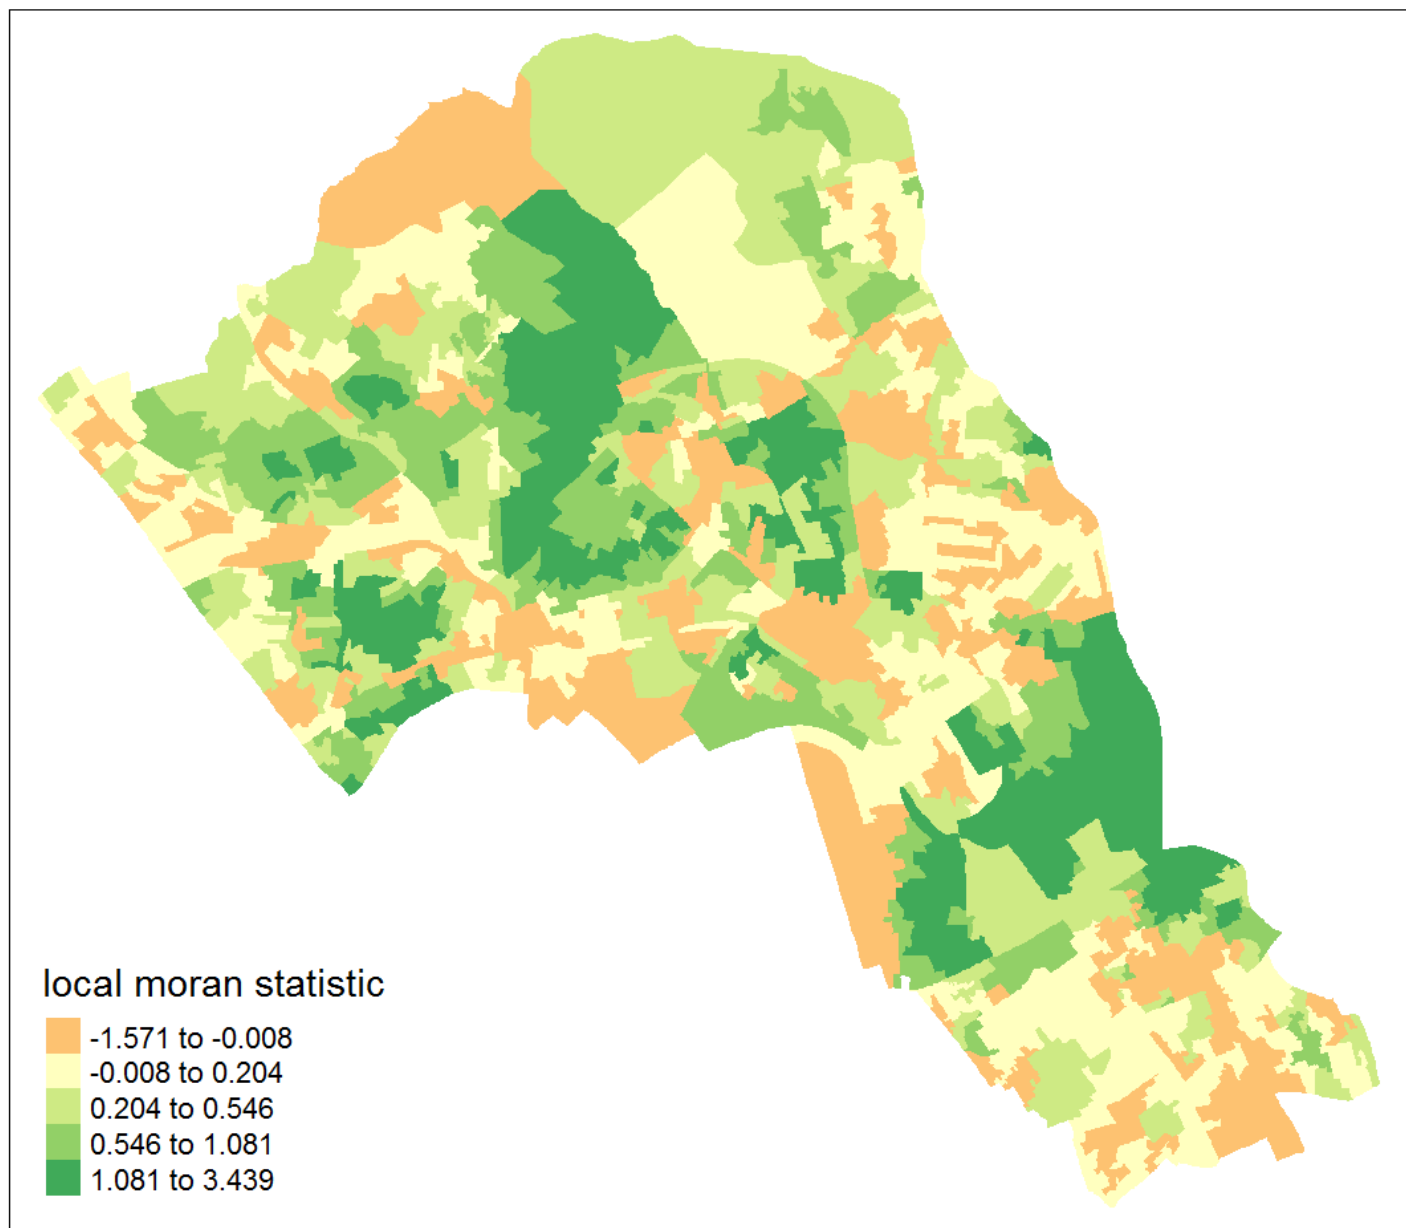 local moran statistic
-1.571 to -0.008
-0.008 to 0.204
0.204 to 0.546
0.546 to 1.081
1.081 to 3.439